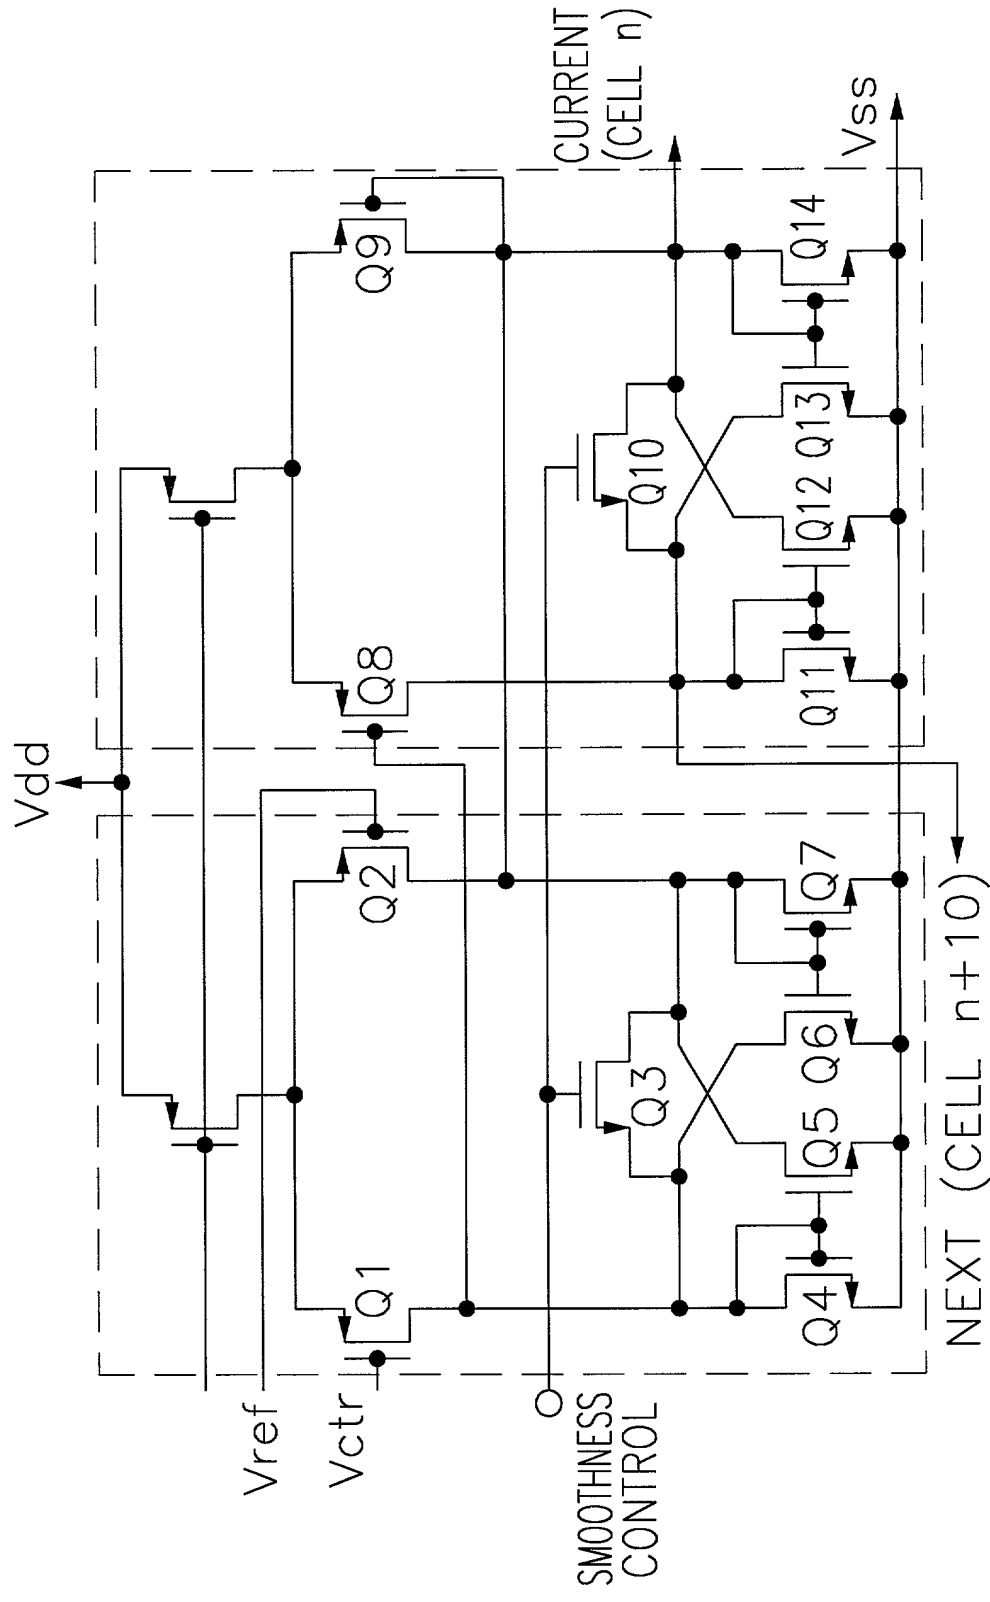 Vdd
Vref
Vctr
SMOOTHNESS
CONTROL
Q1
Q2
Q8
Q9
Q3
Q10
CURRENT
(CELL n)
Q4
Q5
Q6
Q7
Q11
Q12
Q13
Q14
Vss
NEXT (CELL n+10)